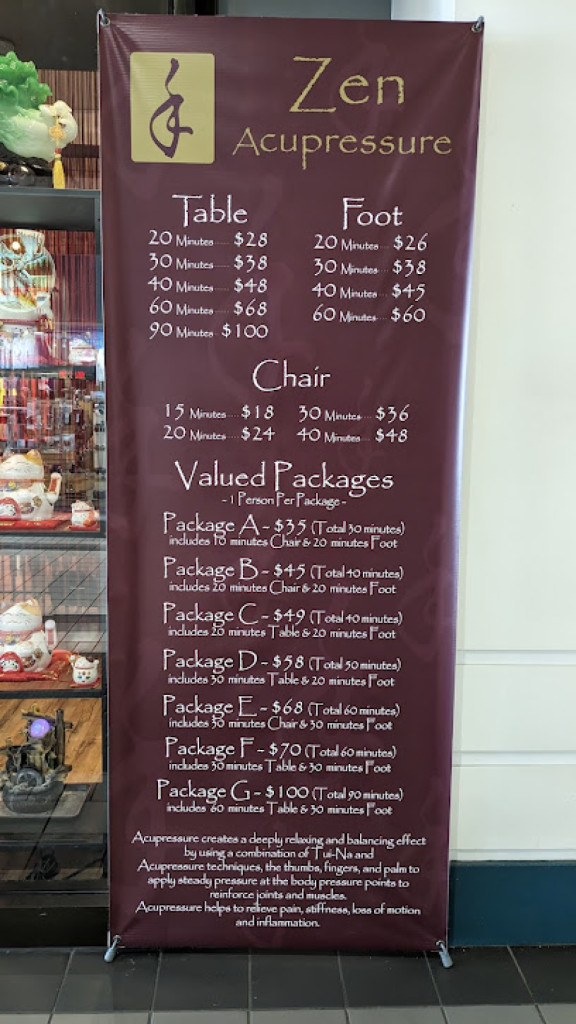 Zen
Acupressure
Table
20 Minutes $28
30 Minutes $38
40 Minutes $48
60 Minutes $68
90 Minutes $100
Foot
20 Minutes $26
30 Minutes $38
40 Minutes $45
60 Minutes $60
Chair
15 Minutes $18 30 Minutes $36
20 Minutes $24 40 Minutes $48
Valued Packages
- 1 Person Per Package -
Package A - $35 (Total 30 minutes)
includes 10 minutes Chair & 20 minutes Foot
Package B - $45 (Total 40 minutes)
includes 20 minutes Chair & 20 minutes Foot
Package C - $49 (Total 40 minutes)
includes 20 minutes Table & 20 minutes Foot
Package D - $58 (Total 50 minutes)
includes 30 minutes Table & 20 minutes Foot
Package E - $68 (Total 60 minutes)
includes 30 minutes Chair & 30 minutes Foot
Package F - $70 (Total 60 minutes)
includes 30 minutes Table & 30 minutes Foot
Package G - $100 (Total 90 minutes)
includes 60 minutes Table & 30 minutes Foot
Acupressure creates a deeply relaxing and balancing effect
by using a combination of Tui-Na and
Acupressure techniques, the thumbs, fingers, and palm to
apply steady pressure at the body pressure points to
reinforce joints and muscles.
Acupressure helps to relieve pain, stiffness, loss of motion
and inflammation.